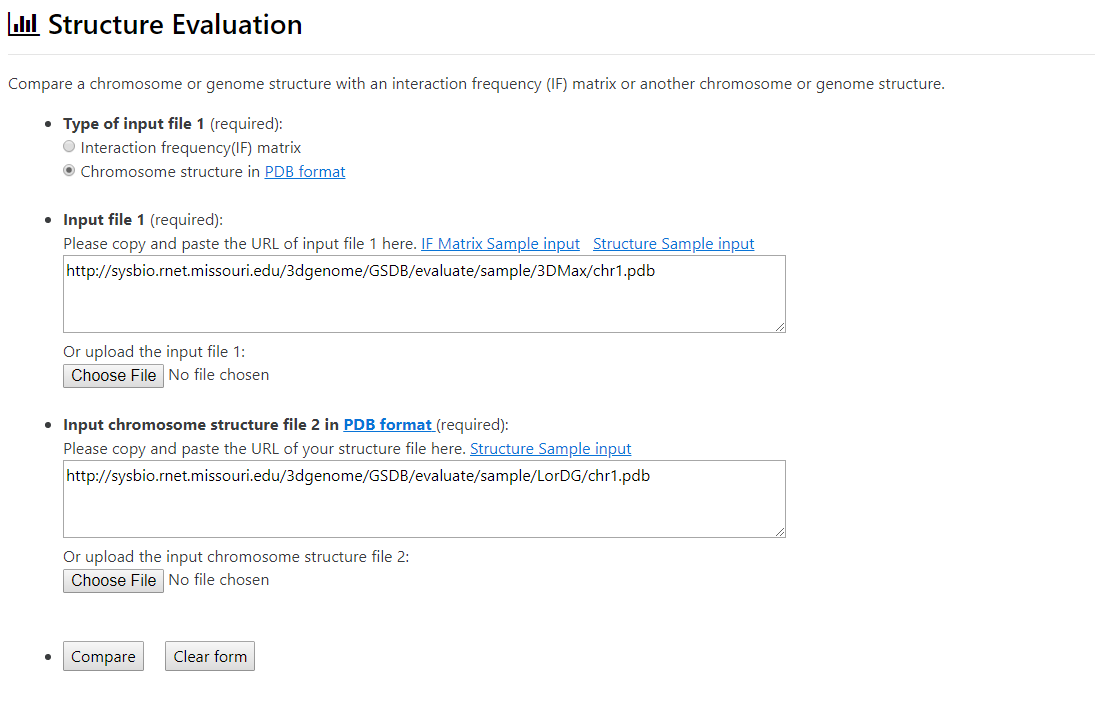 Structure Evaluation
Compare a chromosome or genome structure with an interaction frequency (IF) matrix or another chromosome or genome structure.
Type of input file 1 (required):
Interaction frequency(IF) matrix
Chromosome structure in PDB format
Input file 1 (required):
Please copy and paste the URL of input file 1 here. IF Matrix Sample input Structure Sample input
http://sysbio.rnet.missouri.edu/3dgenome/GSDB/evaluate/sample/3DMax/chr1.pdb
Or upload the input file 1:
Choose File No file chosen
Input chromosome structure file 2 in PDB format (required):
Please copy and paste the URL of your structure file here. Structure Sample input
http://sysbio.rnet.missouri.edu/3dgenome/GSDB/evaluate/sample/LorDG/chr1.pdb
Or upload the input chromosome structure file 2:
Choose File No file chosen
Compare Clear form